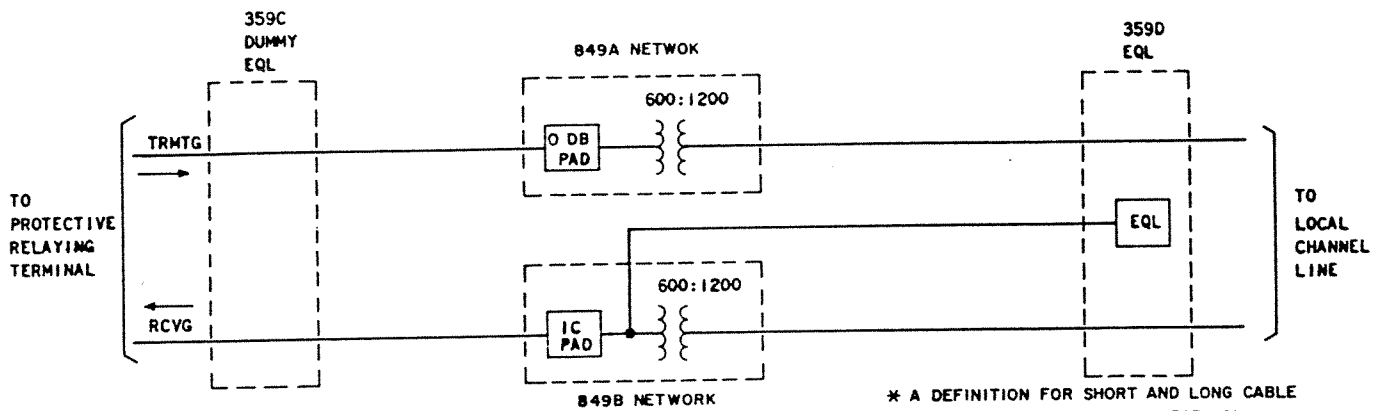 359C
DUMMY
EQL
849A NETWOK
359D
EQL
600:1200
TRMTG
O DB
PAD
TO
PROTECTIVE
RELAYING
TERMINAL
EQL
TO
LOCAL
CHANNEL
LINE
600:1200
RCVG
IC
PAD
849B NETWORK
* A DEFINITION FOR SHORT AND LONG CABLE